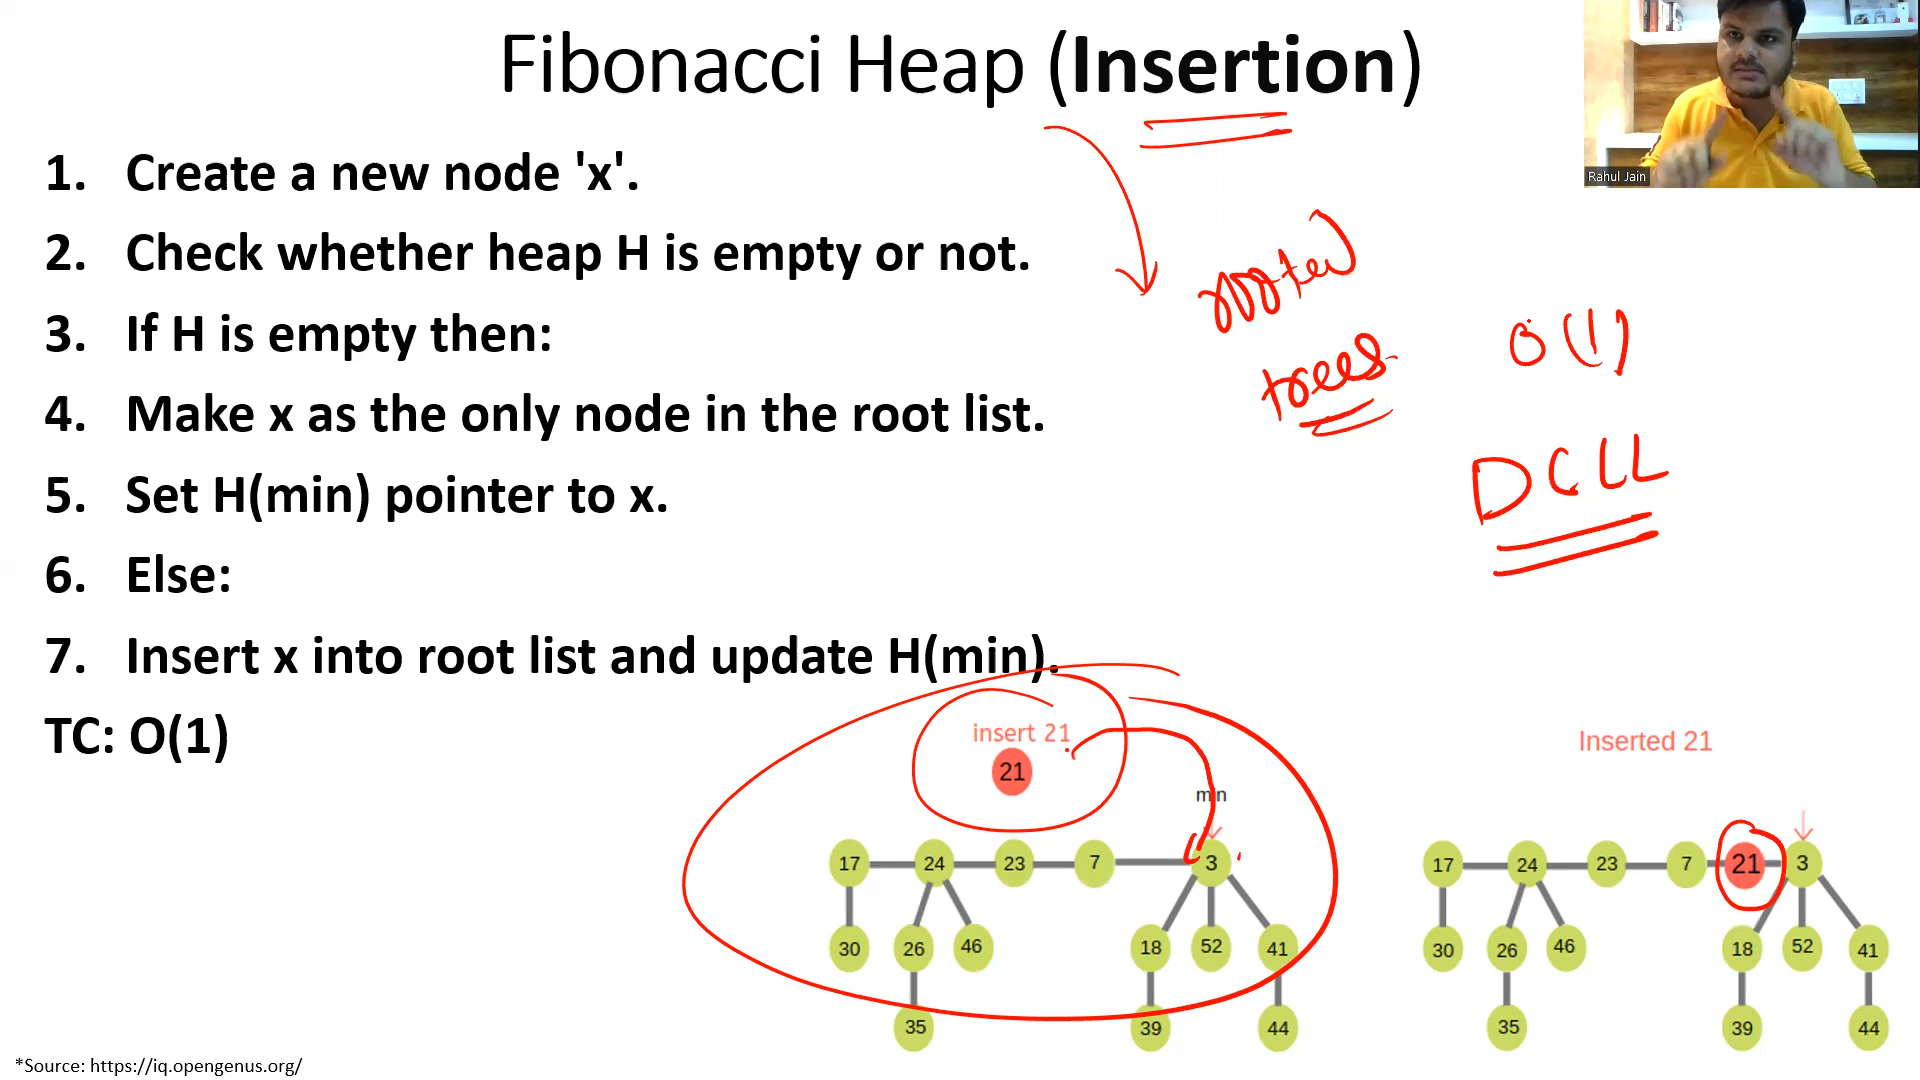 Fibonacci Heap (Insertion)
Rahul Jain
1. Create a new node 'x'.
2. Check whether heap H is empty or not.
3. If H is empty then:
4. Make x as the only node in the root list.
5. Set H(min) pointer to x.
6. Else:
7. Insert x into root list and update H(min).
TC: O(1)
rooted
trees
O(1)
DCLL
insert 21
21
min
17 24 23 7 3
30 26 46 18 52 41
35 39 44
Inserted 21
17 24 23 7 21 3
30 26 46 18 52 41
35 39 44
*Source: https://iq.opengenus.org/